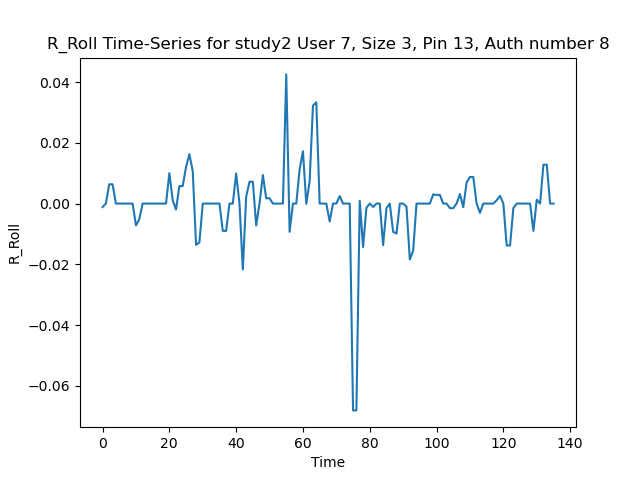 R_Roll Time-Series for study2 User 7, Size 3, Pin 13, Auth number 8
0.04
0.02
0.00
−0.02
−0.04
−0.06
R_Roll
0 20 40 60 80 100 120 140
Time